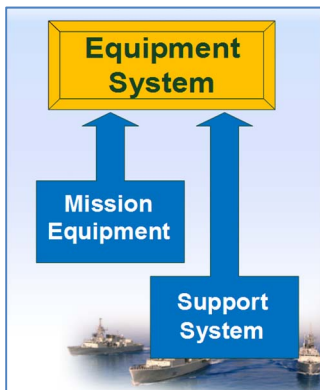 Equipment
System
Mission
Equipment
Support
System